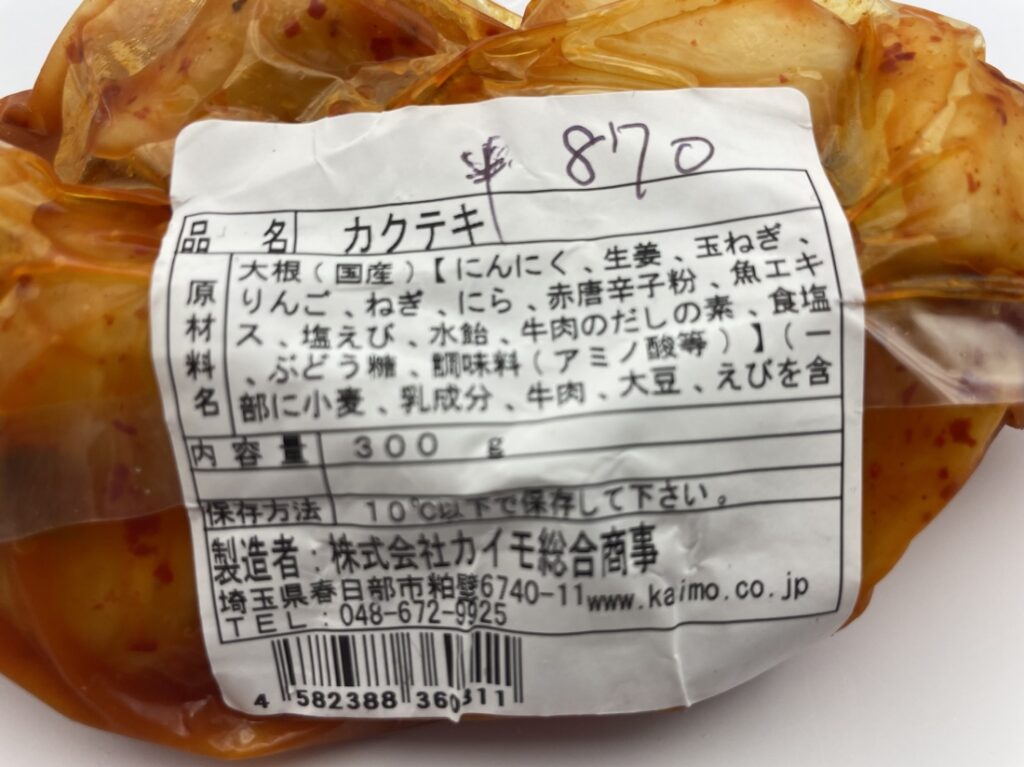 ¥ 870
品名 カクテキ
原材料名 大根(国産)【にんにく、生姜、玉ねぎ、
りんご、ねぎ、にら、赤唐辛子粉、魚エキ
ス、塩えび、水飴、牛肉のだしの素、食塩
、ぶどう糖、調味料(アミノ酸等)】(一
部に小麦、乳成分、牛肉、大豆、えびを含
内容量 300 g
保存方法 10℃以下で保存して下さい。
製造者:株式会社カイモ総合商事
埼玉県春日部市粕壁6740-11 www.kaimo.co.jp
TEL:048-672-9925
4 582388 360311